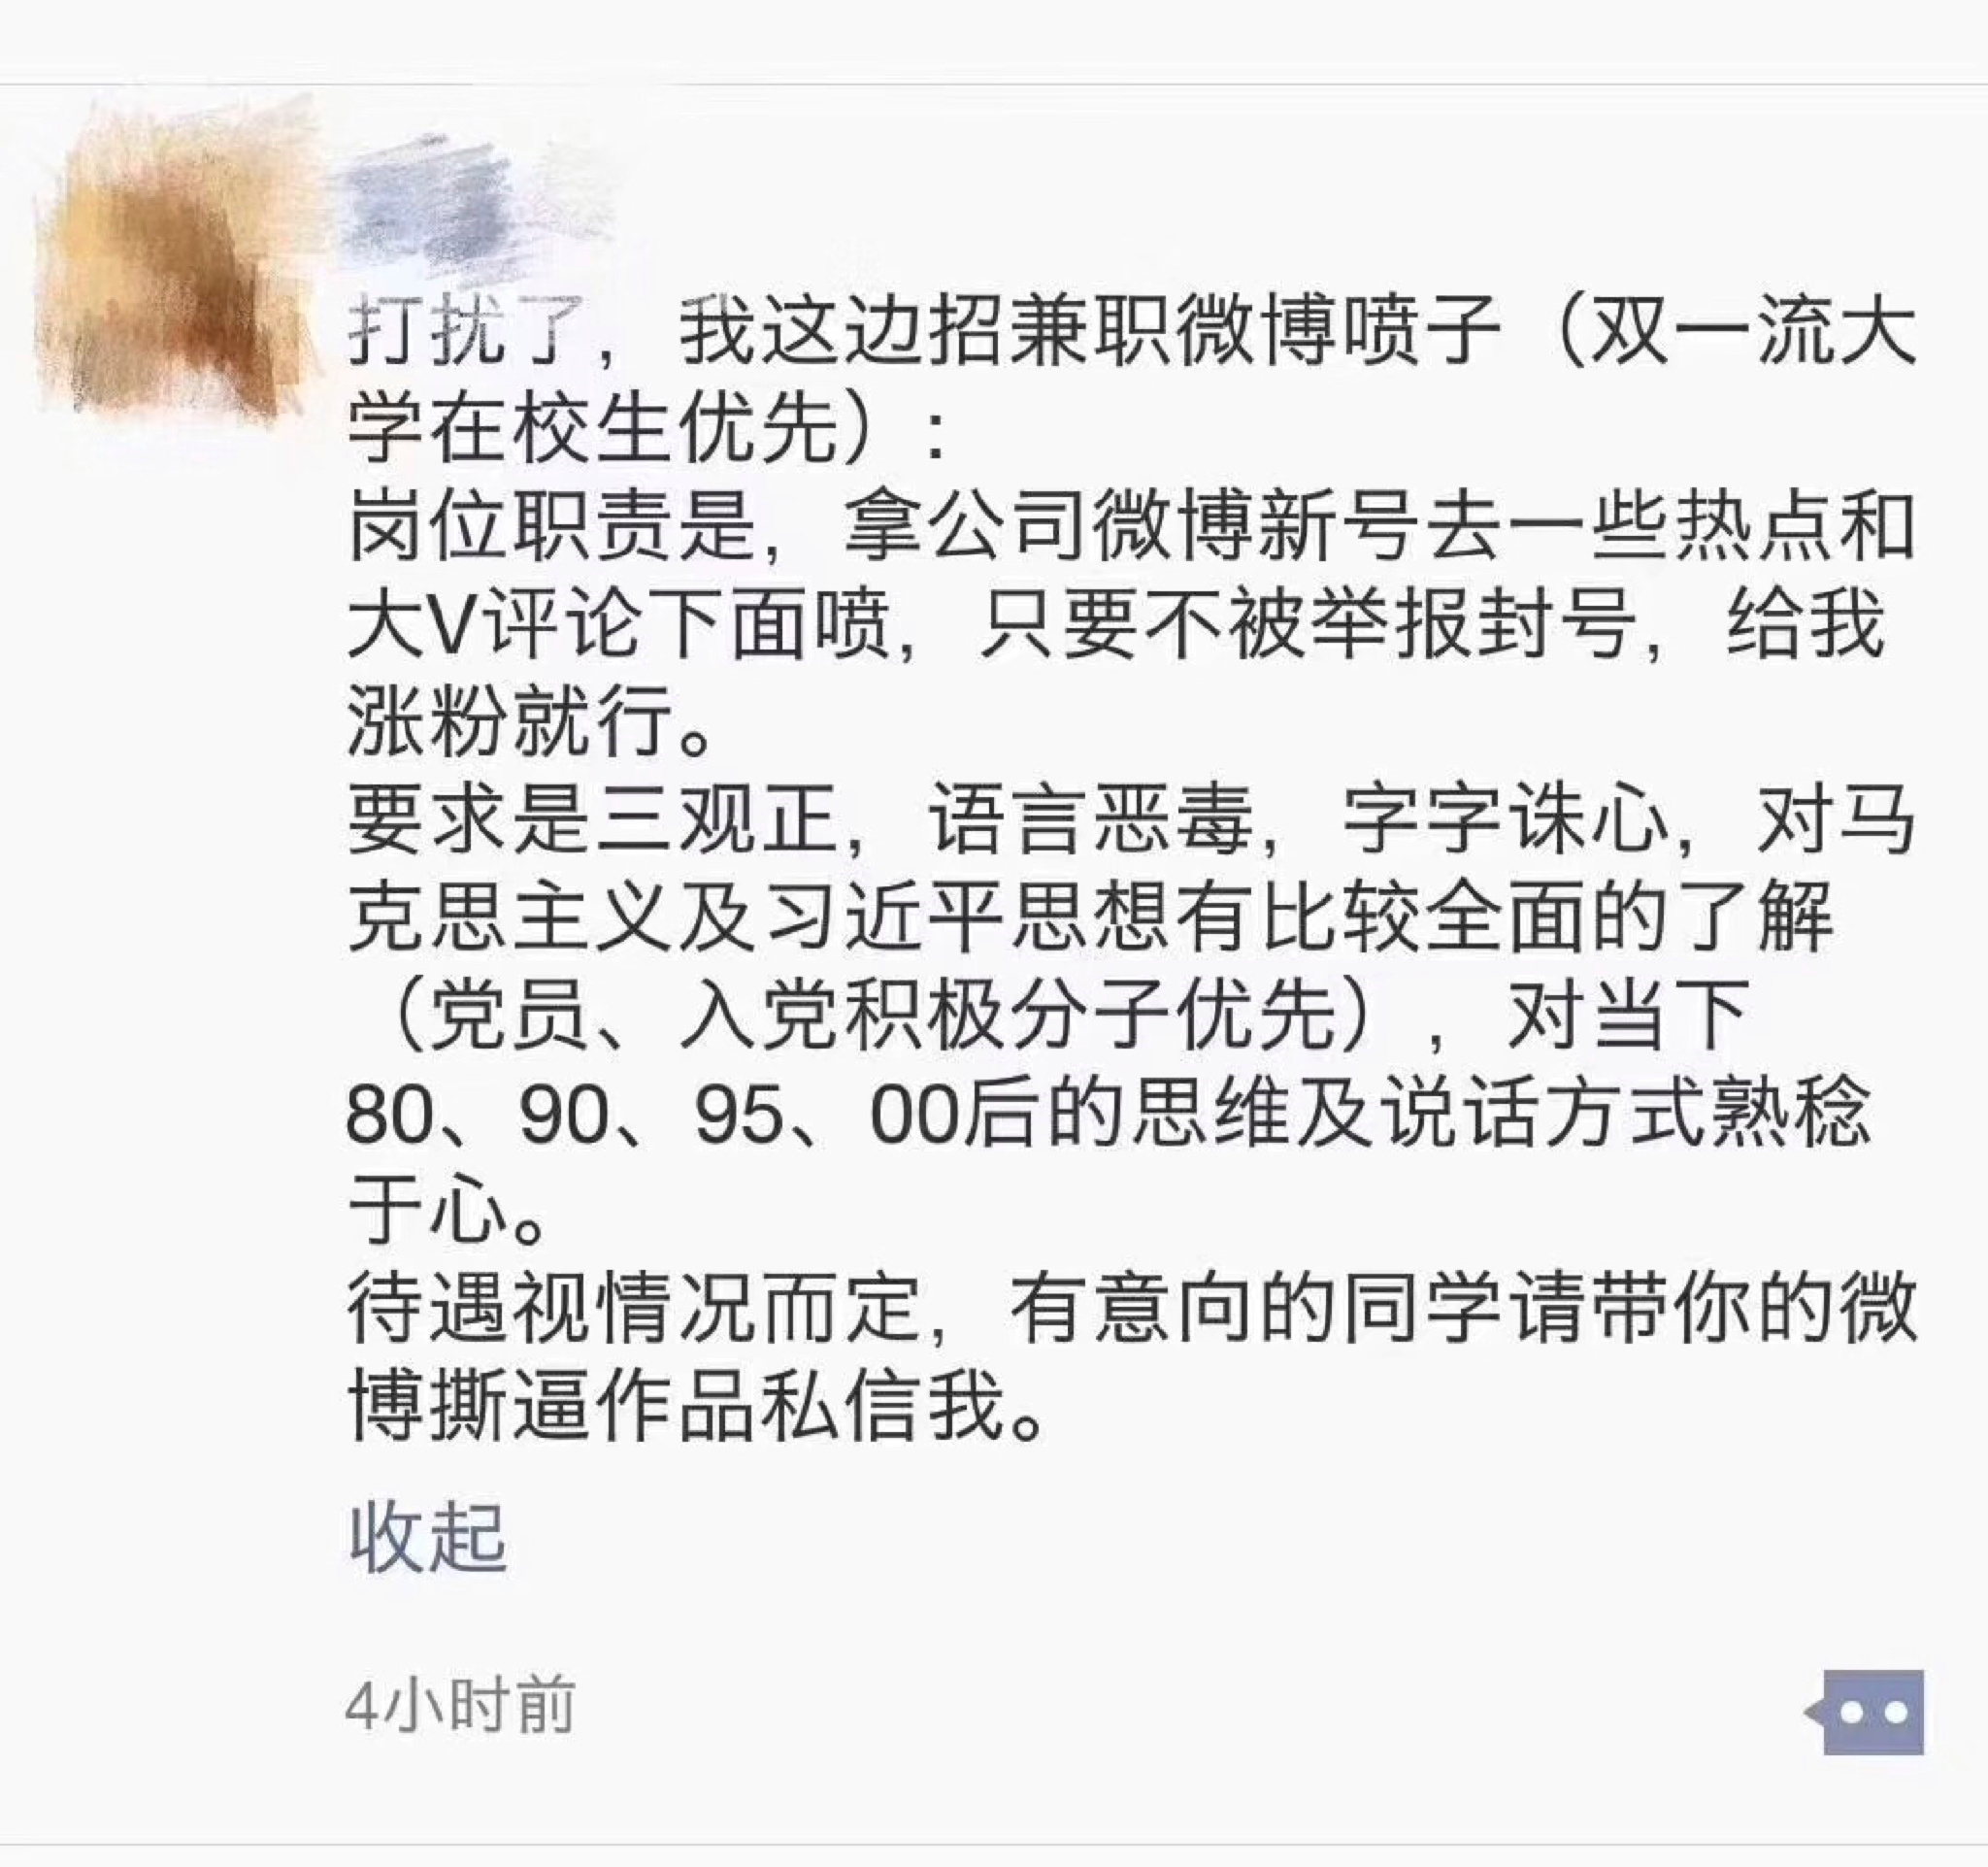 打扰了，我这边招兼职微博喷子（双一流大
学在校生优先）：
岗位职责是，拿公司微博新号去一些热点和
大V评论下面喷，只要不被举报封号，给我
涨粉就行。
要求是三观正，语言恶毒，字字诛心，对马
克思主义及习近平思想有比较全面的了解
（党员、入党积极分子优先），对当下
80、90、95、00后的思维及说话方式熟稔
于心。
待遇视情况而定，有意向的同学请带你的微
博撕逼作品私信我。
收起
4小时前